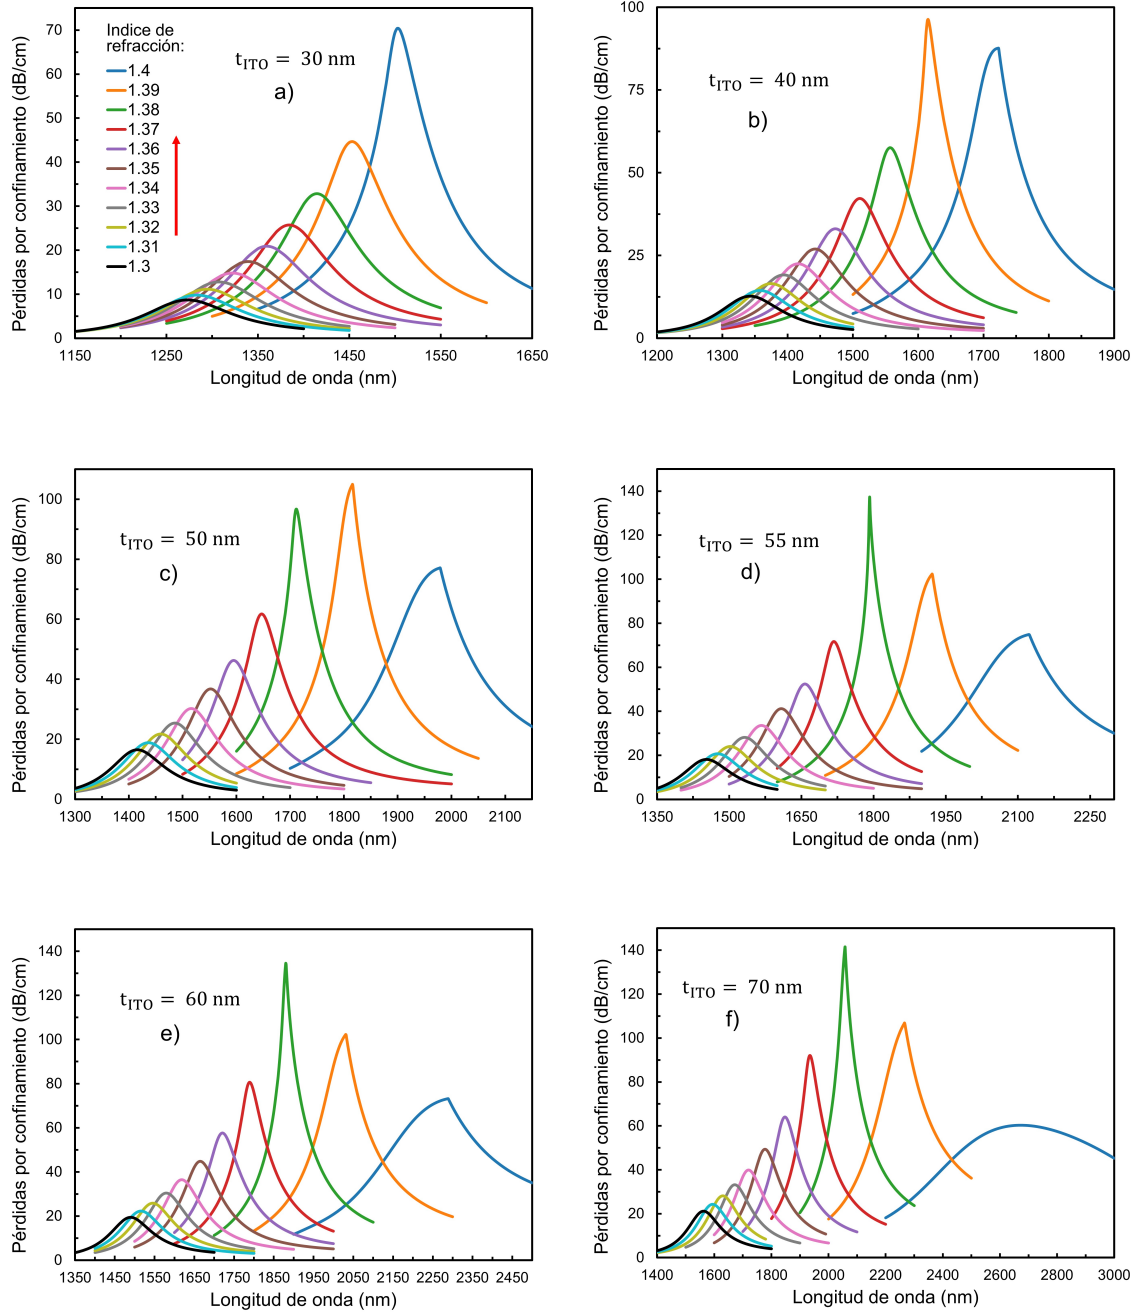 Indice de
refracción:
1.4
1.39
1.38
1.37
1.36
1.35
1.34
1.33
1.32
1.31
1.3
t_ITO = 30 nm
a)
Pérdidas por confinamiento (dB/cm)
70
60
50
40
30
20
10
0
1150 1250 1350 1450 1550 1650
Longitud de onda (nm)
t_ITO = 40 nm
b)
Pérdidas por confinamiento (dB/cm)
100
75
50
25
0
1200 1300 1400 1500 1600 1700 1800 1900
Longitud de onda (nm)
t_ITO = 50 nm
c)
Pérdidas por confinamiento (dB/cm)
100
80
60
40
20
0
1300 1400 1500 1600 1700 1800 1900 2000 2100
Longitud de onda (nm)
t_ITO = 55 nm
d)
Pérdidas por confinamiento (dB/cm)
140
120
100
80
60
40
20
0
1350 1500 1650 1800 1950 2100 2250
Longitud de onda (nm)
t_ITO = 60 nm
e)
Pérdidas por confinamiento (dB/cm)
140
120
100
80
60
40
20
0
1350 1450 1550 1650 1750 1850 1950 2050 2150 2250 2350 2450
Longitud de onda (nm)
t_ITO = 70 nm
f)
Pérdidas por confinamiento (dB/cm)
140
120
100
80
60
40
20
0
1400 1600 1800 2000 2200 2400 2600 2800 3000
Longitud de onda (nm)